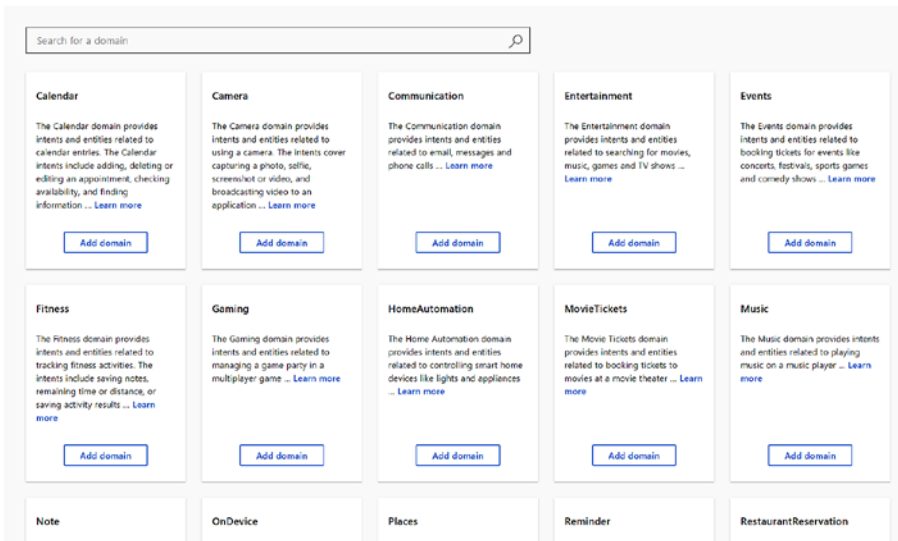 Search for a domain
Calendar
The Calendar domain provides
intents and entities related to
calendar entries. The Calendar
intents include adding, deleting or
editing an appointment, checking
availability, and finding
information ... Learn more
Add domain
Camera
The Camera domain provides
intents and entities related to
using a camera. The intents cover
capturing a photo, selfie,
screenshot or video, and
broadcasting video to an
application ... Learn more
Add domain
Communication
The Communication domain
provides intents and entities
related to email, messages and
phone calls ... Learn more
Add domain
Entertainment
The Entertainment domain
provides intents and entities
related to searching for movies,
music, games and TV shows ...
Learn more
Add domain
Events
The Events domain provides
intents and entities related to
booking tickets for events like
concerts, festivals, sports games
and comedy shows ... Learn more
Add domain
Fitness
The Fitness domain provides
intents and entities related to
tracking fitness activities. The
intents include saving notes,
remaining time or distance, or
saving activity results ... Learn
more
Add domain
Gaming
The Gaming domain provides
intents and entities related to
managing a game party in a
multiplayer game ... Learn more
Add domain
HomeAutomation
The Home Automation domain
provides intents and entities
related to controlling smart home
devices like lights and appliances
... Learn more
Add domain
MovieTickets
The Movie Tickets domain
provides intents and entities
related to booking tickets to
movies at a movie theater ... Learn
more
Add domain
Music
The Music domain provides intents
and entities related to playing
music on a music player ... Learn
more
Add domain
Note
OnDevice
Places
Reminder
RestaurantReservation